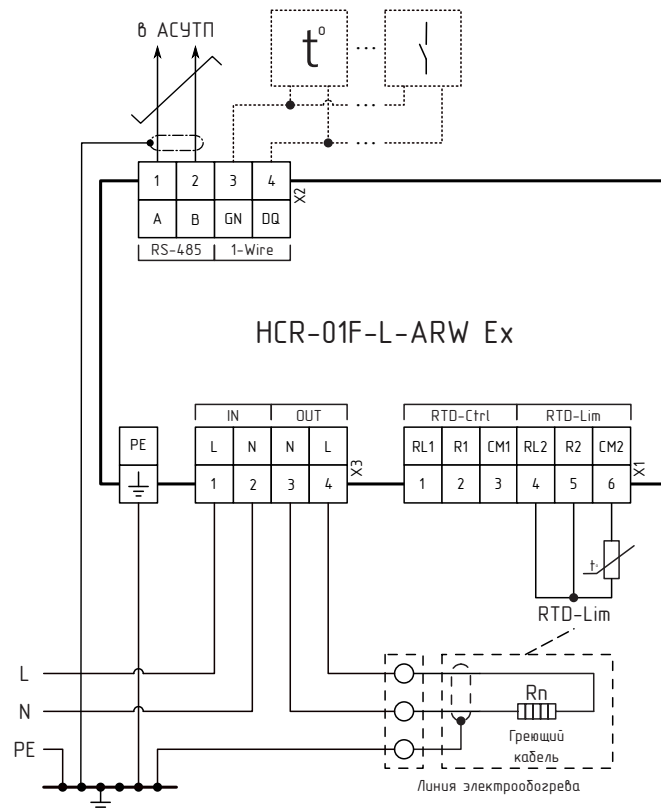 в АСУТП
t°
...
...
...
1 2 3 4
X2
A B GN DQ
RS-485 1-Wire
HCR-01F-L-ARW Ex
IN OUT
RTD-Ctrl RTD-Lim
PE
L N N L
RL1 R1 CM1 RL2 R2 CM2
X3
X1
1 2 3 4
1 2 3 4 5 6
t°
RTD-Lim
L
N
Rn
PE
Греющий
кабель
Линия электрообогрева